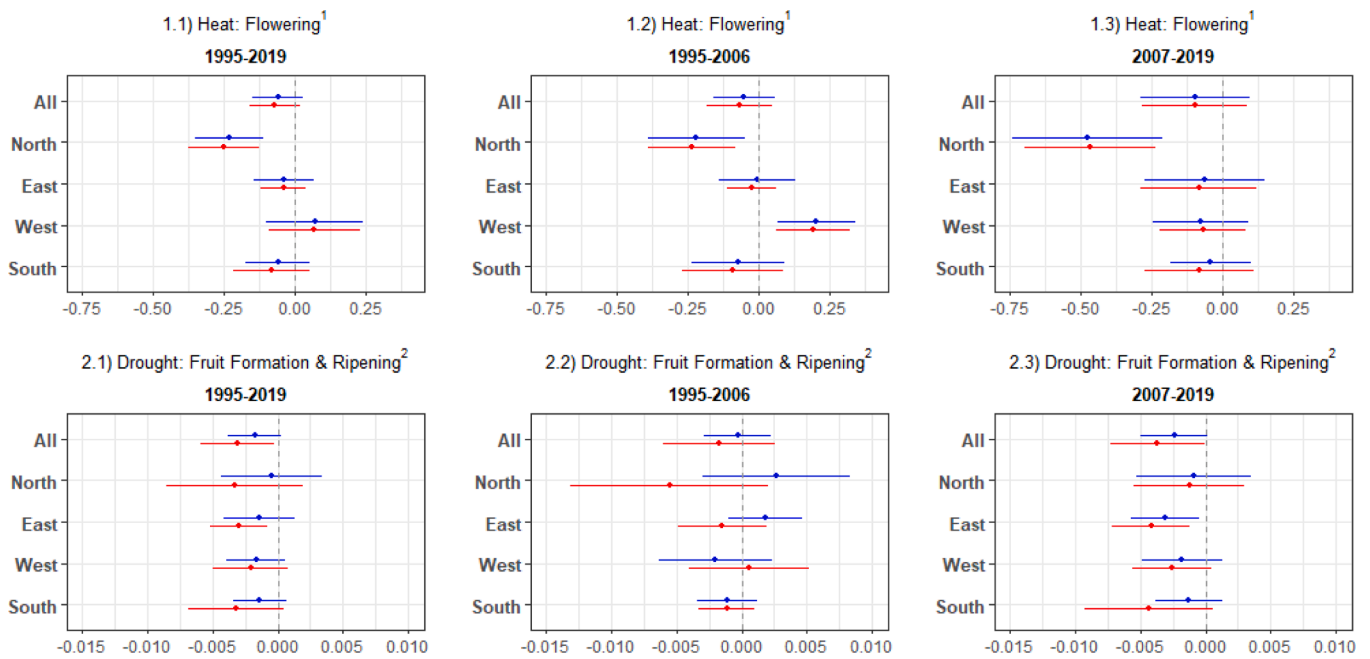 1.1) Heat: Flowering¹
1995-2019
All
North
East
West
South
-0.75 -0.50 -0.25 0.00 0.25
1.2) Heat: Flowering¹
1995-2006
All
North
East
West
South
-0.75 -0.50 -0.25 0.00 0.25
1.3) Heat: Flowering¹
2007-2019
All
North
East
West
South
-0.75 -0.50 -0.25 0.00 0.25
2.1) Drought: Fruit Formation & Ripening²
1995-2019
All
North
East
West
South
-0.015 -0.010 -0.005 0.000 0.005 0.010
2.2) Drought: Fruit Formation & Ripening²
1995-2006
All
North
East
West
South
-0.015 -0.010 -0.005 0.000 0.005 0.010
2.3) Drought: Fruit Formation & Ripening²
2007-2019
All
North
East
West
South
-0.015 -0.010 -0.005 0.000 0.005 0.010